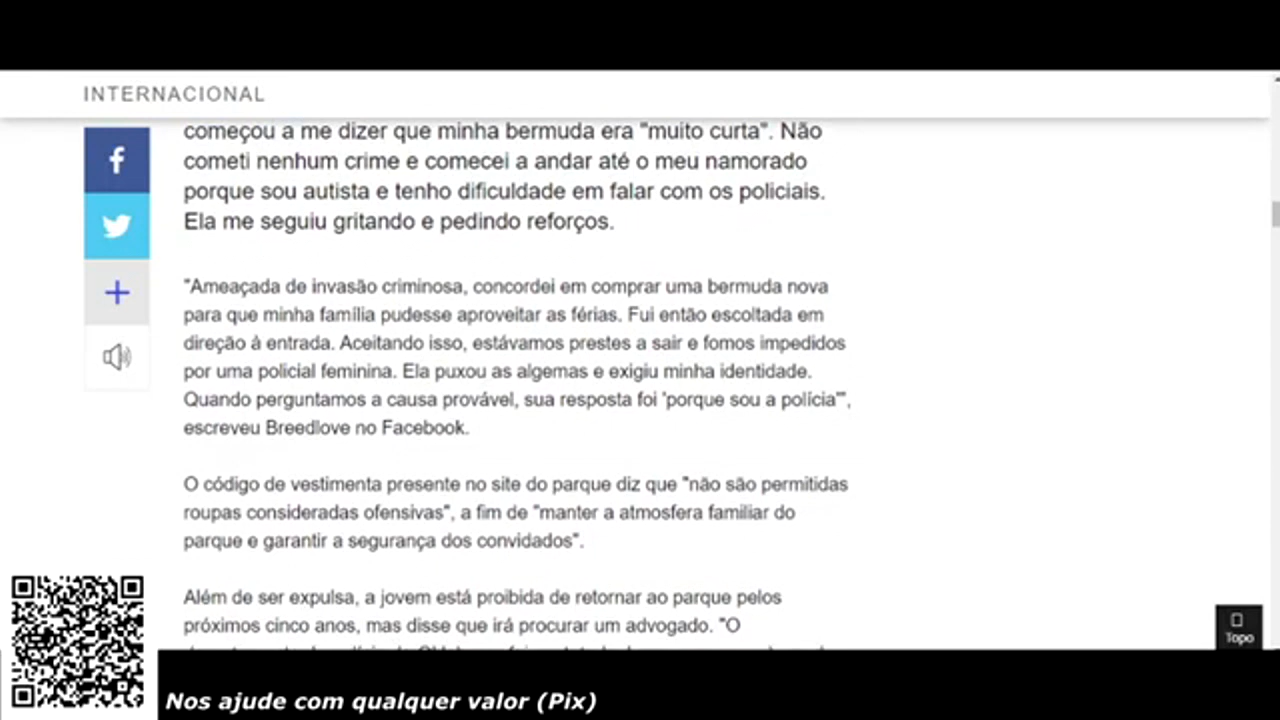 INTERNACIONAL
começou a me dizer que minha bermuda era "muito curta". Não
cometi nenhum crime e comecei a andar até o meu namorado
porque sou autista e tenho dificuldade em falar com os policiais.
Ela me seguiu gritando e pedindo reforços.
"Ameaçada de invasão criminosa, concordei em comprar uma bermuda nova
para que minha família pudesse aproveitar as férias. Fui então escoltada em
direção à entrada. Aceitando isso, estávamos prestes a sair e fomos impedidos
por uma policial feminina. Ela puxou as algemas e exigiu minha identidade.
Quando perguntamos a causa provável, sua resposta foi 'porque sou a polícia'",
escreveu Breedlove no Facebook.
O código de vestimenta presente no site do parque diz que "não são permitidas
roupas consideradas ofensivas", a fim de "manter a atmosfera familiar do
parque e garantir a segurança dos convidados".
Além de ser expulsa, a jovem está proibida de retornar ao parque pelos
próximos cinco anos, mas disse que irá procurar um advogado. "O
Topo
Nos ajude com qualquer valor (Pix)